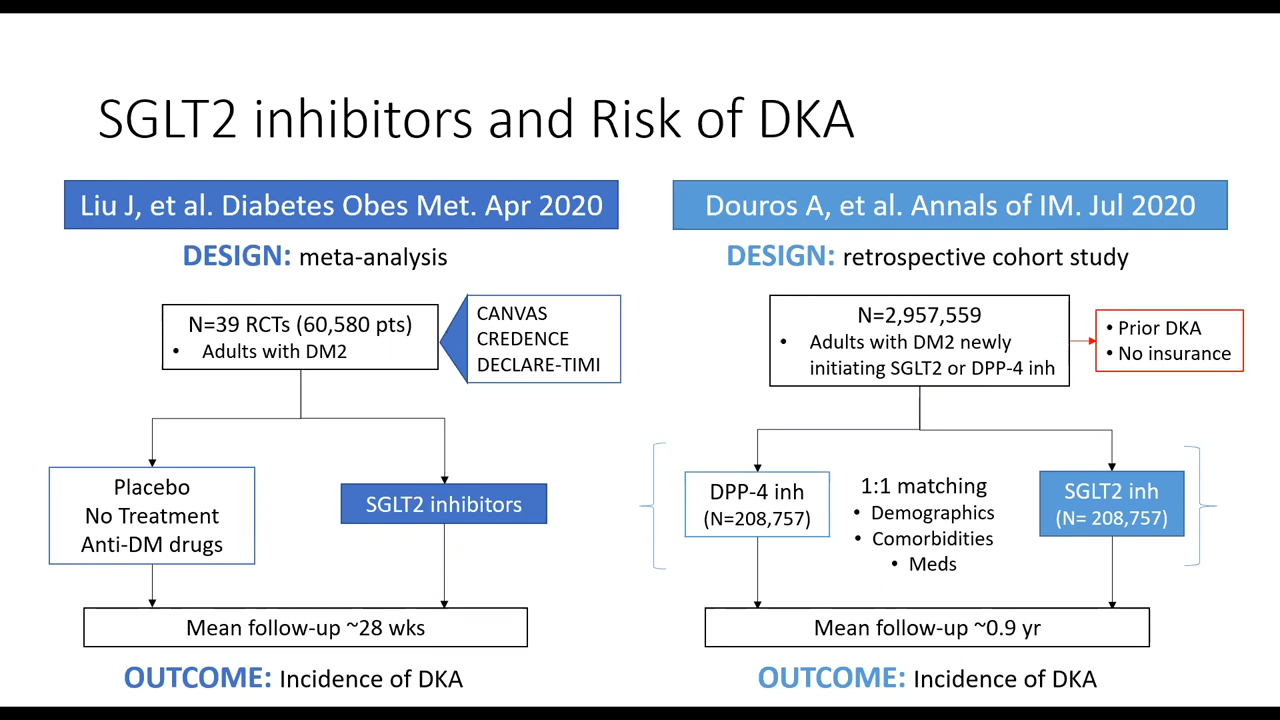 SGLT2 inhibitors and Risk of DKA
Liu J, et al. Diabetes Obes Met. Apr 2020
DESIGN: meta-analysis
N=39 RCTs (60,580 pts)
• Adults with DM2
CANVAS
CREDENCE
DECLARE-TIMI
Placebo
No Treatment
Anti-DM drugs
SGLT2 inhibitors
Mean follow-up ~28 wks
OUTCOME: Incidence of DKA
Douros A, et al. Annals of IM. Jul 2020
DESIGN: retrospective cohort study
N=2,957,559
• Adults with DM2 newly
initiating SGLT2 or DPP-4 inh
• Prior DKA
• No insurance
DPP-4 inh
(N=208,757)
1:1 matching
• Demographics
• Comorbidities
• Meds
SGLT2 inh
(N= 208,757)
Mean follow-up ~0.9 yr
OUTCOME: Incidence of DKA